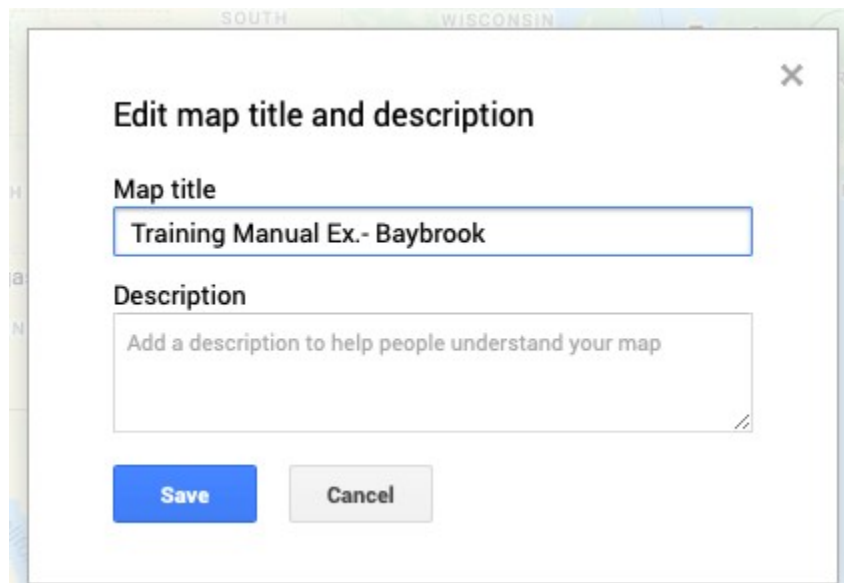 SOUTH
WISCONSIN
Edit map title and description
Map title
Training Manual Ex.- Baybrook
Description
Add a description to help people understand your map
Save
Cancel